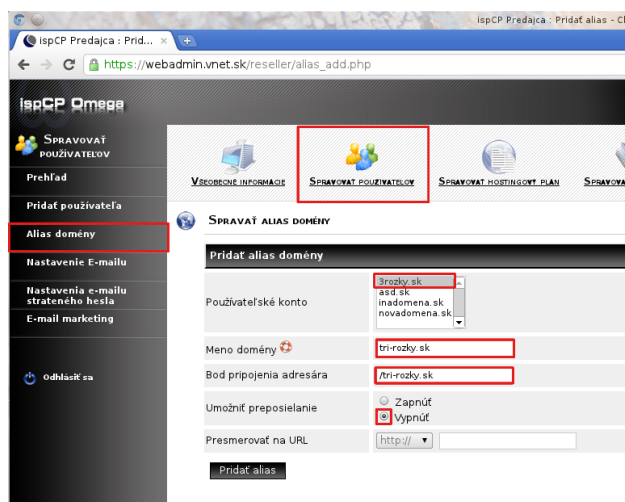 ispCP Predajca : Pridať alias - C
ispCP Predajca : Prid...
https://webadmin.vnet.sk/reseller/alias_add.php
ispCP Omega
Spravovať
používateľov
Prehľad
Pridať používateľa
Alias domény
Nastavenie E-mailu
Nastavenia e-mailu
strateného hesla
E-mail marketing
Odhlásiť sa
Všeobecné informácie
Spravovať používateľov
Spravovať hostingový plán
Spravova
Spravať alias domény
Pridať alias domény
Používateľské konto
3rozky.sk
asd.sk
inadomena.sk
novadomena.sk
Meno domény
tri-rozky.sk
Bod pripojenia adresára
/tri-rozky.sk
Umožniť preposielanie
Zapnúť
Vypnúť
Presmerovať na URL
http://
Pridať alias